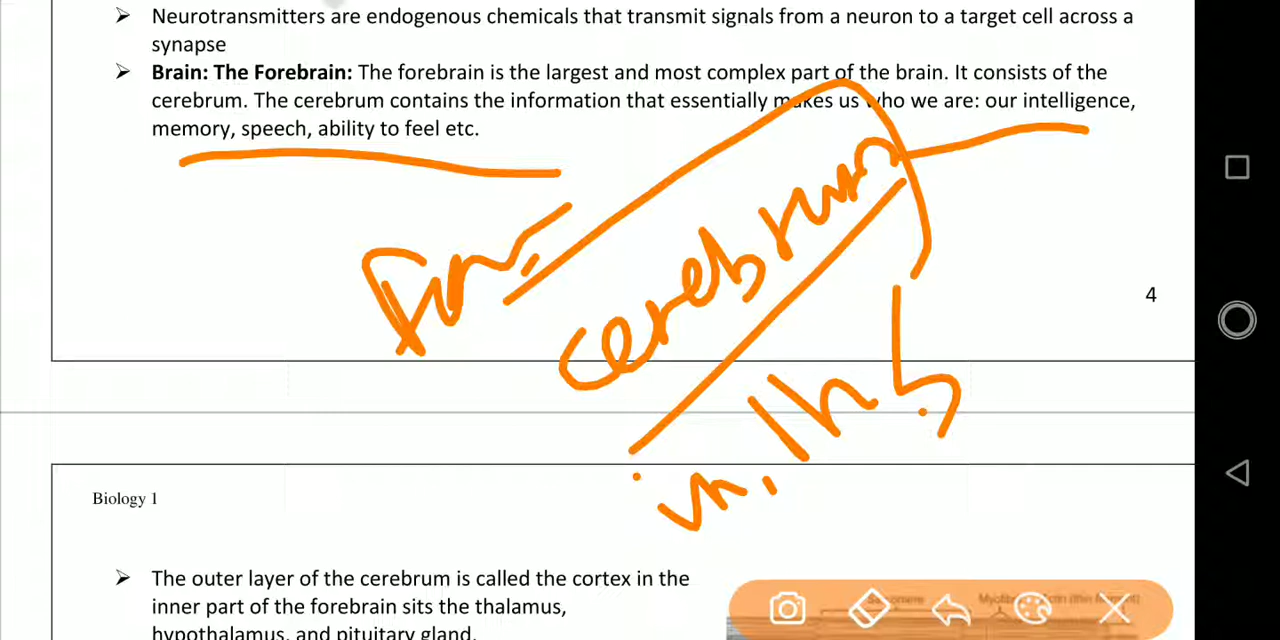 ➢ Neurotransmitters are endogenous chemicals that transmit signals from a neuron to a target cell across a
synapse
➢ Brain: The Forebrain: The forebrain is the largest and most complex part of the brain. It consists of the
cerebrum. The cerebrum contains the information that essentially makes us who we are: our intelligence,
memory, speech, ability to feel etc.
cerebrum
4
Biology 1
➢ The outer layer of the cerebrum is called the cortex in the
inner part of the forebrain sits the thalamus,
hypothalamus, and pituitary gland.